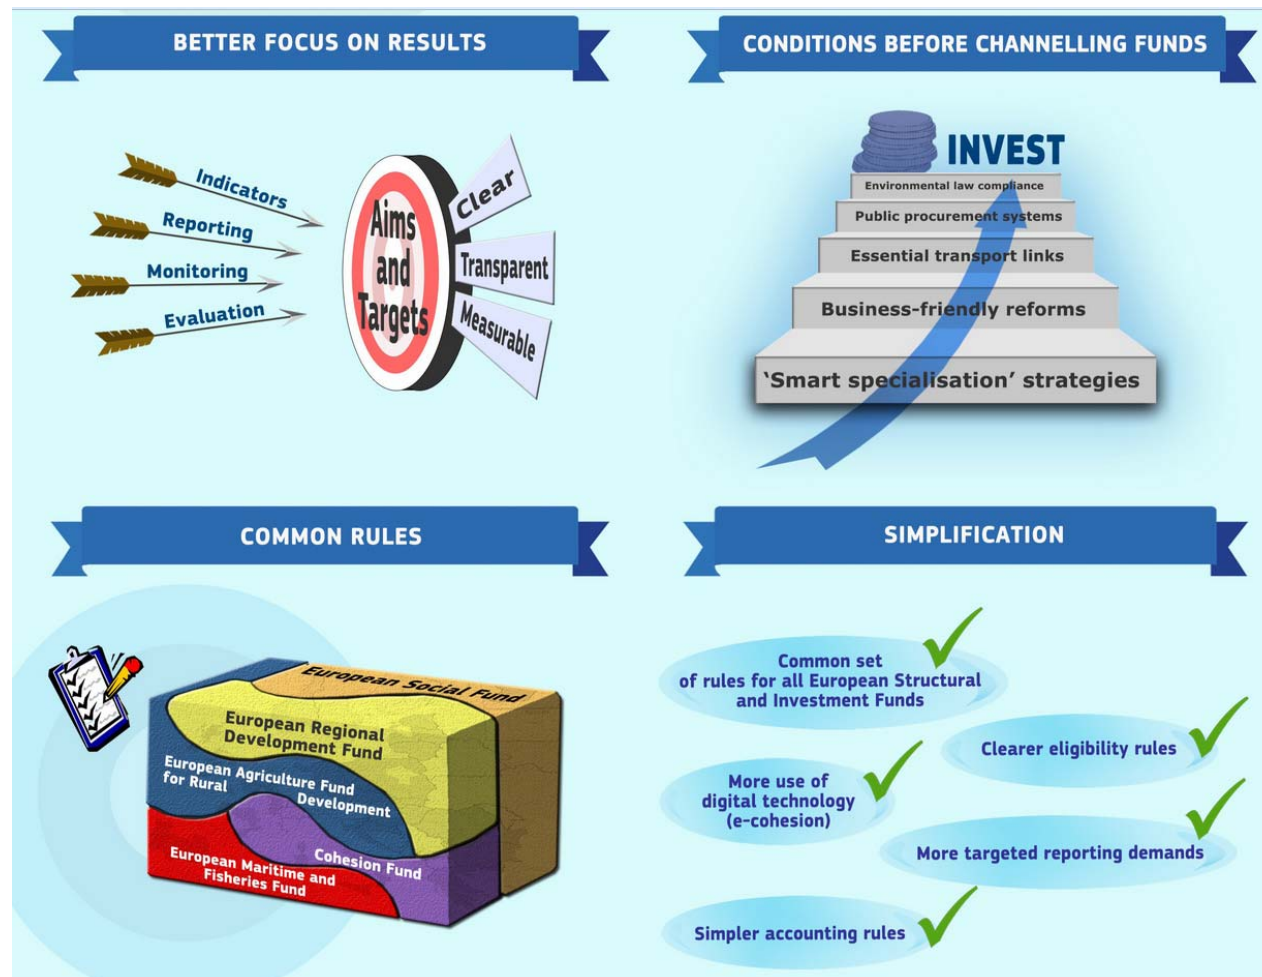 BETTER FOCUS ON RESULTS
Indicators
Reporting
Monitoring
Evaluation
Aims
and
Targets
Clear
Transparent
Measurable
CONDITIONS BEFORE CHANNELLING FUNDS
INVEST
Environmental law compliance
Public procurement systems
Essential transport links
Business-friendly reforms
‘Smart specialisation’ strategies
COMMON RULES
European Social Fund
European Regional
Development Fund
European Agriculture Fund
for Rural
Development
Cohesion Fund
European Maritime and
Fisheries Fund
SIMPLIFICATION
Common set
of rules for all European Structural
and Investment Funds
Clearer eligibility rules
More use of
digital technology
(e-cohesion)
More targeted reporting demands
Simpler accounting rules